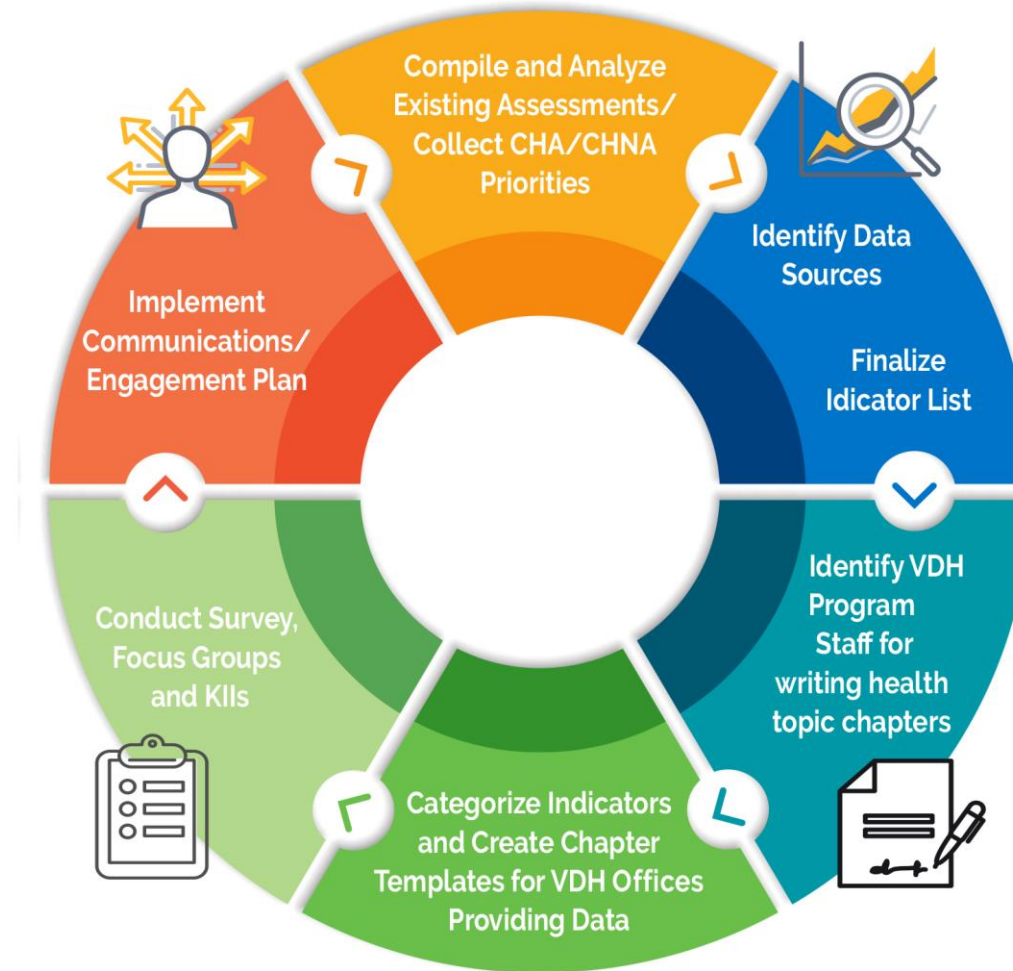 Compile and Analyze
Existing Assessments/
Collect CHA/CHNA
Priorities
Identify Data
Sources
Finalize
Idicator List
Identify VDH
Program
Staff for
writing health
topic chapters
Categorize Indicators
and Create Chapter
Templates for VDH Offices
Providing Data
Conduct Survey,
Focus Groups
and KIIs
Implement
Communications/
Engagement Plan